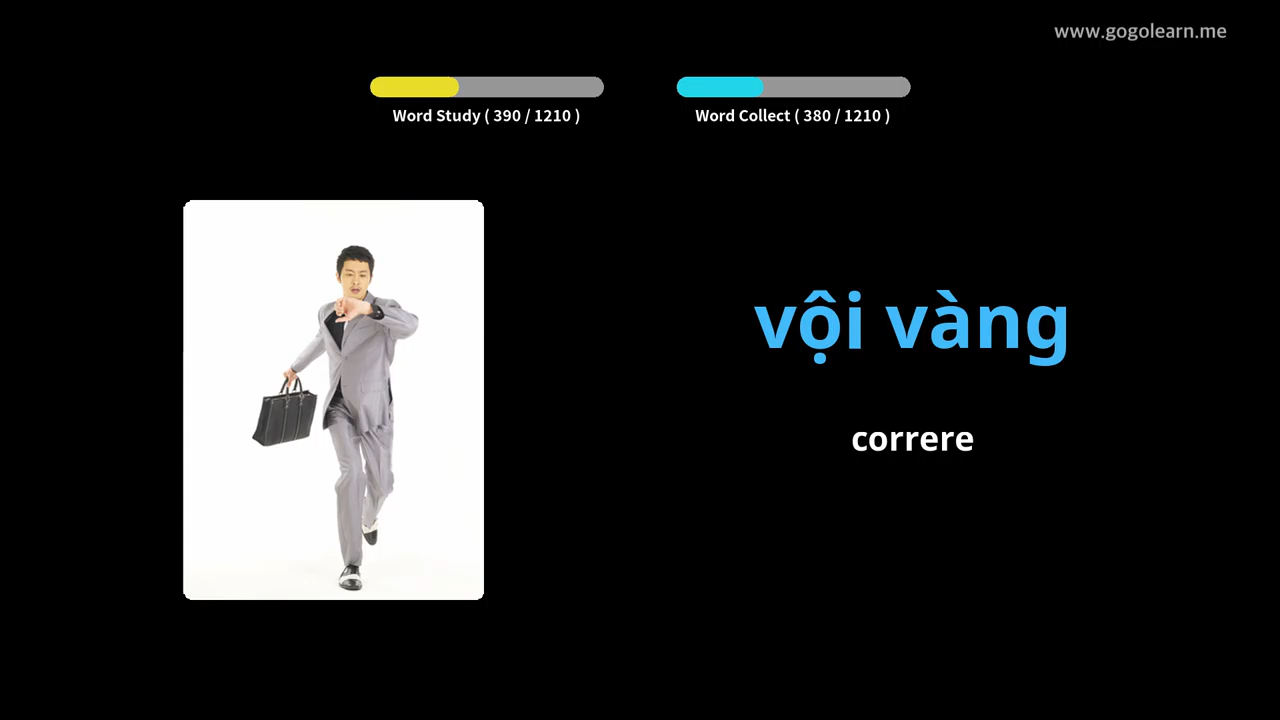 www.gogolearn.me
Word Study ( 390 / 1210 )
Word Collect ( 380 / 1210 )
vội vàng
correre